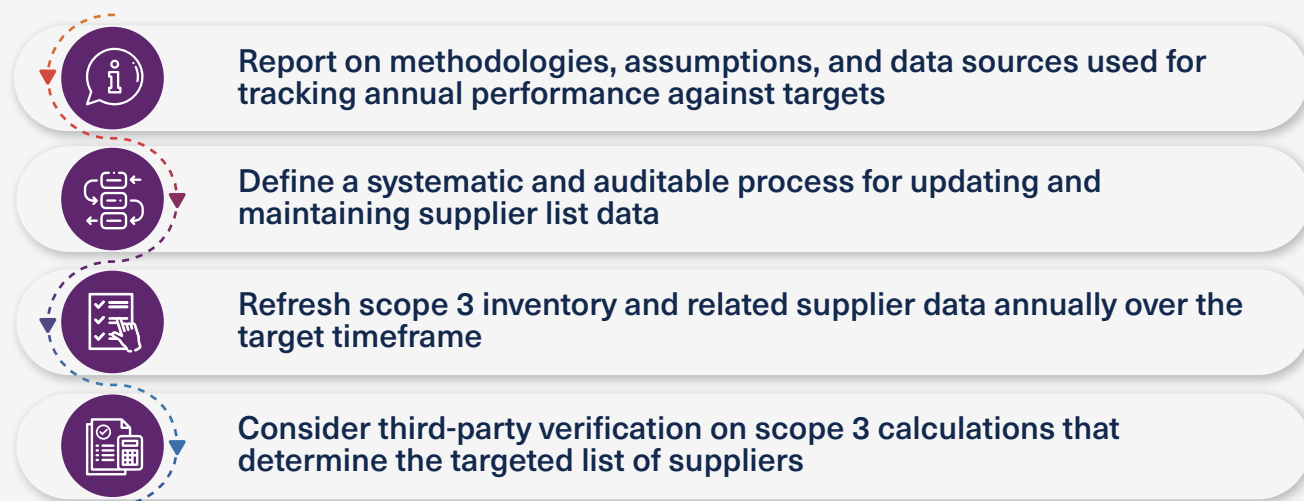 Report on methodologies, assumptions, and data sources used for
tracking annual performance against targets
Define a systematic and auditable process for updating and
maintaining supplier list data
Refresh scope 3 inventory and related supplier data annually over the
target timeframe
Consider third-party verification on scope 3 calculations that
determine the targeted list of suppliers